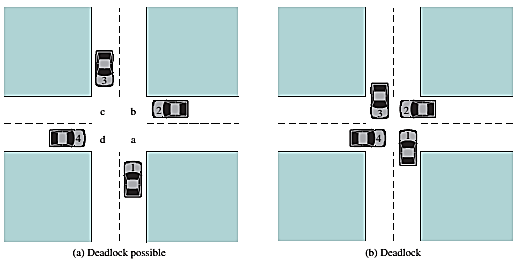 3
c b 2
4 d a
1
(a) Deadlock possible
3 2
4 1
(b) Deadlock